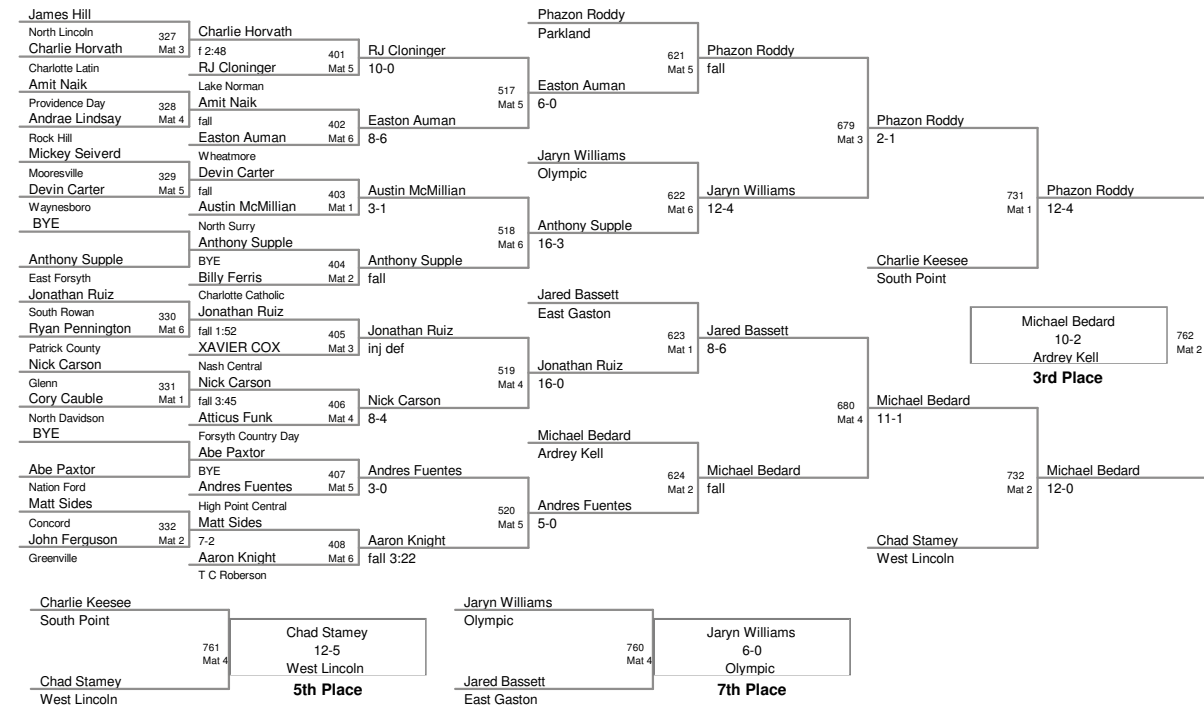 James Hill
North Lincoln
327
Mat 3
Charlie Horvath
Charlotte Latin
Amit Naik
Providence Day
328
Mat 4
Andrae Lindsay
Rock Hill
Mickey Seiverd
Mooresville
329
Mat 5
Devin Carter
Waynesboro
BYE
Anthony Supple
East Forsyth
Jonathan Ruiz
South Rowan
330
Mat 6
Ryan Pennington
Patrick County
Nick Carson
Glenn
331
Mat 1
Cory Cauble
North Davidson
BYE
Abe Paxtor
Nation Ford
Matt Sides
Concord
332
Mat 2
John Ferguson
Greenville
Charlie Horvath
f 2:48
401
Mat 5
RJ Cloninger
Lake Norman
Amit Naik
fall
402
Mat 6
Easton Auman
Wheatmore
Devin Carter
fall
403
Mat 1
Austin McMillian
North Surry
Anthony Supple
BYE
404
Mat 2
Billy Ferris
Charlotte Catholic
Jonathan Ruiz
fall 1:52
405
Mat 3
XAVIER COX
Nash Central
Nick Carson
fall 3:45
406
Mat 4
Atticus Funk
Forsyth Country Day
Abe Paxtor
BYE
407
Mat 5
Andres Fuentes
High Point Central
Matt Sides
7-2
408
Mat 6
Aaron Knight
T C Roberson
RJ Cloninger
10-0
517
Mat 5
Easton Auman
8-6
Austin McMillian
3-1
518
Mat 6
Anthony Supple
fall
Jonathan Ruiz
inj def
519
Mat 4
Nick Carson
8-4
Andres Fuentes
3-0
520
Mat 5
Aaron Knight
fall 3:22
Phazon Roddy
Parkland
621
Mat 5
Easton Auman
6-0
Jaryn Williams
Olympic
622
Mat 6
Anthony Supple
16-3
Jared Bassett
East Gaston
623
Mat 1
Jonathan Ruiz
16-0
Michael Bedard
Ardrey Kell
624
Mat 2
Andres Fuentes
5-0
Phazon Roddy
fall
679
Mat 3
Jaryn Williams
12-4
Jared Bassett
8-6
680
Mat 4
Michael Bedard
fall
Phazon Roddy
2-1
731
Mat 1
Charlie Keesee
South Point
Michael Bedard
11-1
732
Mat 2
Chad Stamey
West Lincoln
Phazon Roddy
12-4
Michael Bedard
10-2
Ardrey Kell
762
Mat 2
3rd Place
Michael Bedard
12-0
Charlie Keesee
South Point
761
Mat 4
Chad Stamey
West Lincoln
Chad Stamey
12-5
West Lincoln
5th Place
Jaryn Williams
Olympic
760
Mat 4
Jared Bassett
East Gaston
Jaryn Williams
6-0
Olympic
7th Place